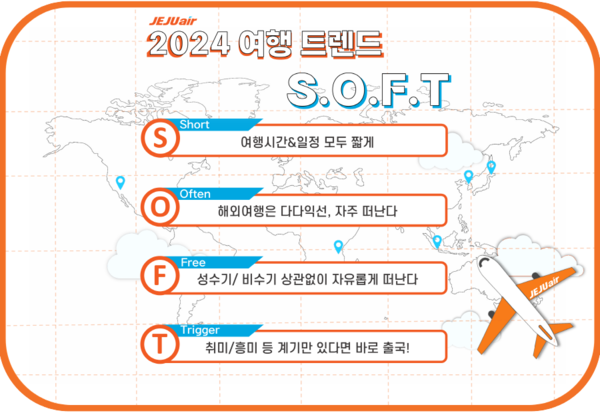 JEJUair
2024 여행 트렌드
S.O.F.T
S
Short
여행시간&일정 모두 짧게
O
Often
해외여행은 다다익선, 자주 떠난다
F
Free
성수기/ 비수기 상관없이 자유롭게 떠난다
JEJUair
T
Trigger
취미/흥미 등 계기만 있다면 바로 출국!